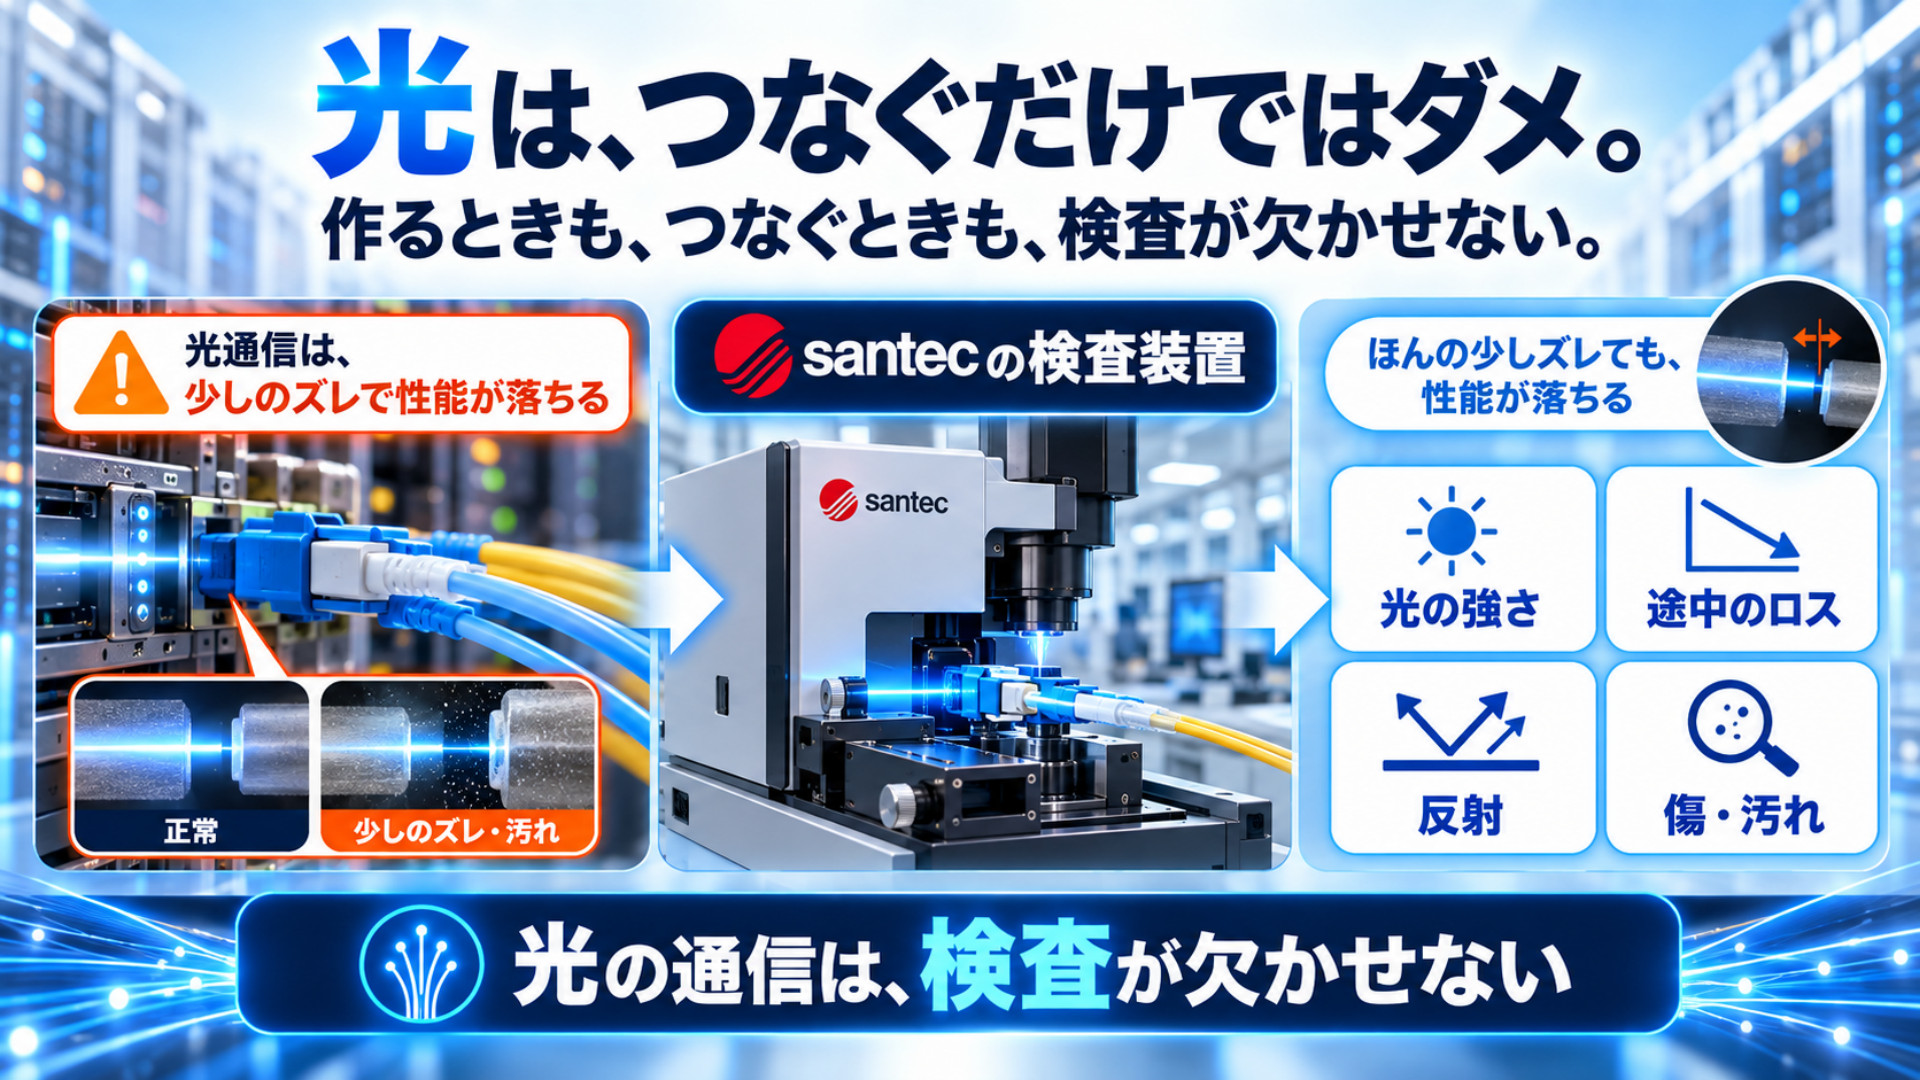 光は、つなぐだけではダメ。
作るときも、つなぐときも、検査が欠かせない。
光通信は、
少しのズレで性能が落ちる
正常
少しのズレ・汚れ
santecの検査装置
santec
ほんの少しズレても、
性能が落ちる
光の強さ
途中のロス
反射
傷・汚れ
光の通信は、検査が欠かせない